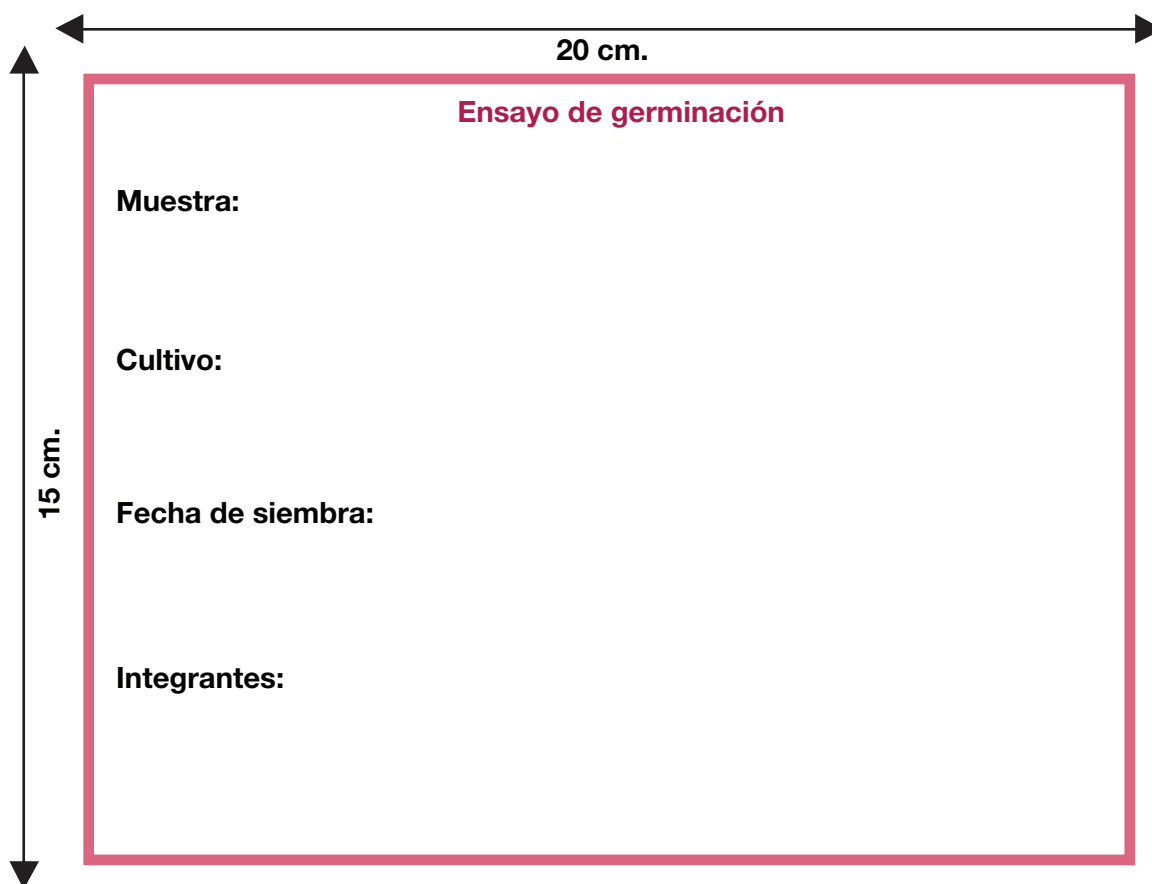 20 cm.
Ensayo de germinación
Muestra:
Cultivo:
15 cm.
Fecha de siembra:
Integrantes: